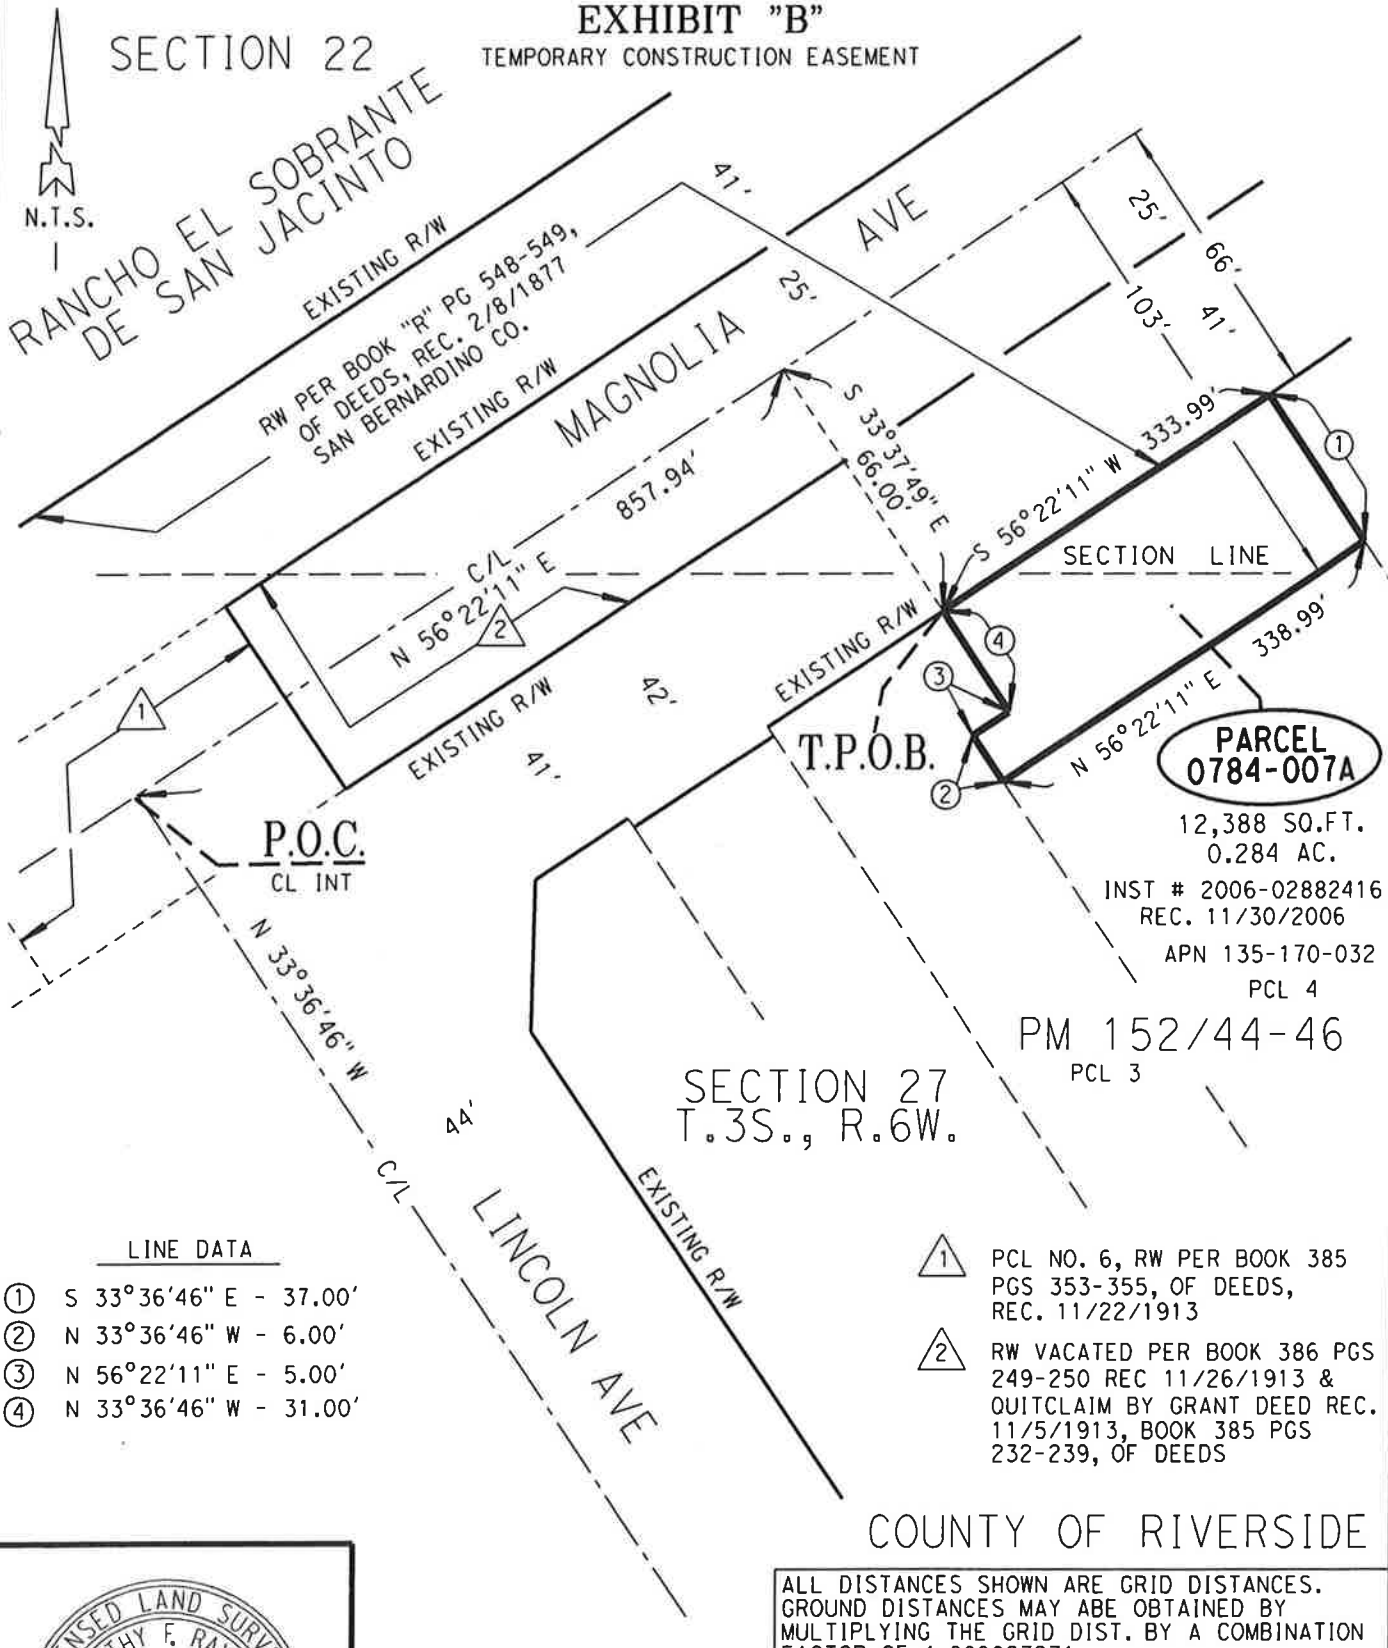 EXHIBIT "B"
TEMPORARY CONSTRUCTION EASEMENT
SECTION 22
N.T.S.
RANCHO EL SOBRANTE
DE SAN JACINTO
EXISTING R/W
RW PER BOOK "R" PG 548-549,
OF DEEDS, REC. 2/8/1877
SAN BERNARDINO CO.
EXISTING R/W
MAGNOLIA AVE
41'
25'
25'
66'
41'
103'
C/L
N 56°22'11" E
857.94'
S 33°37'49" E
66.00'
S 56°22'11" W 333.99'
1
SECTION LINE
2
1
EXISTING R/W
42'
41'
EXISTING R/W
4
3
2
T.P.O.B.
N 56°22'11" E 338.99'
PARCEL
0784-007A
12,388 SQ.FT.
0.284 AC.
INST # 2006-02882416
REC. 11/30/2006
APN 135-170-032
PCL 4
PM 152/44-46
PCL 3
P.O.C.
CL INT
N 33°36'46" W
44'
C/L
LINCOLN AVE
EXISTING R/W
SECTION 27
T.3S., R.6W.
LINE DATA
1 S 33°36'46" E - 37.00'
2 N 33°36'46" W - 6.00'
3 N 56°22'11" E - 5.00'
4 N 33°36'46" W - 31.00'
1 PCL NO. 6, RW PER BOOK 385
PGS 353-355, OF DEEDS,
REC. 11/22/1913
2 RW VACATED PER BOOK 386 PGS
249-250 REC 11/26/1913 &
QUITCLAIM BY GRANT DEED REC.
11/5/1913, BOOK 385 PGS
232-239, OF DEEDS
COUNTY OF RIVERSIDE
ALL DISTANCES SHOWN ARE GRID DISTANCES.
GROUND DISTANCES MAY ABE OBTAINED BY
MULTIPLYING THE GRID DIST. BY A COMBINATION
LAND